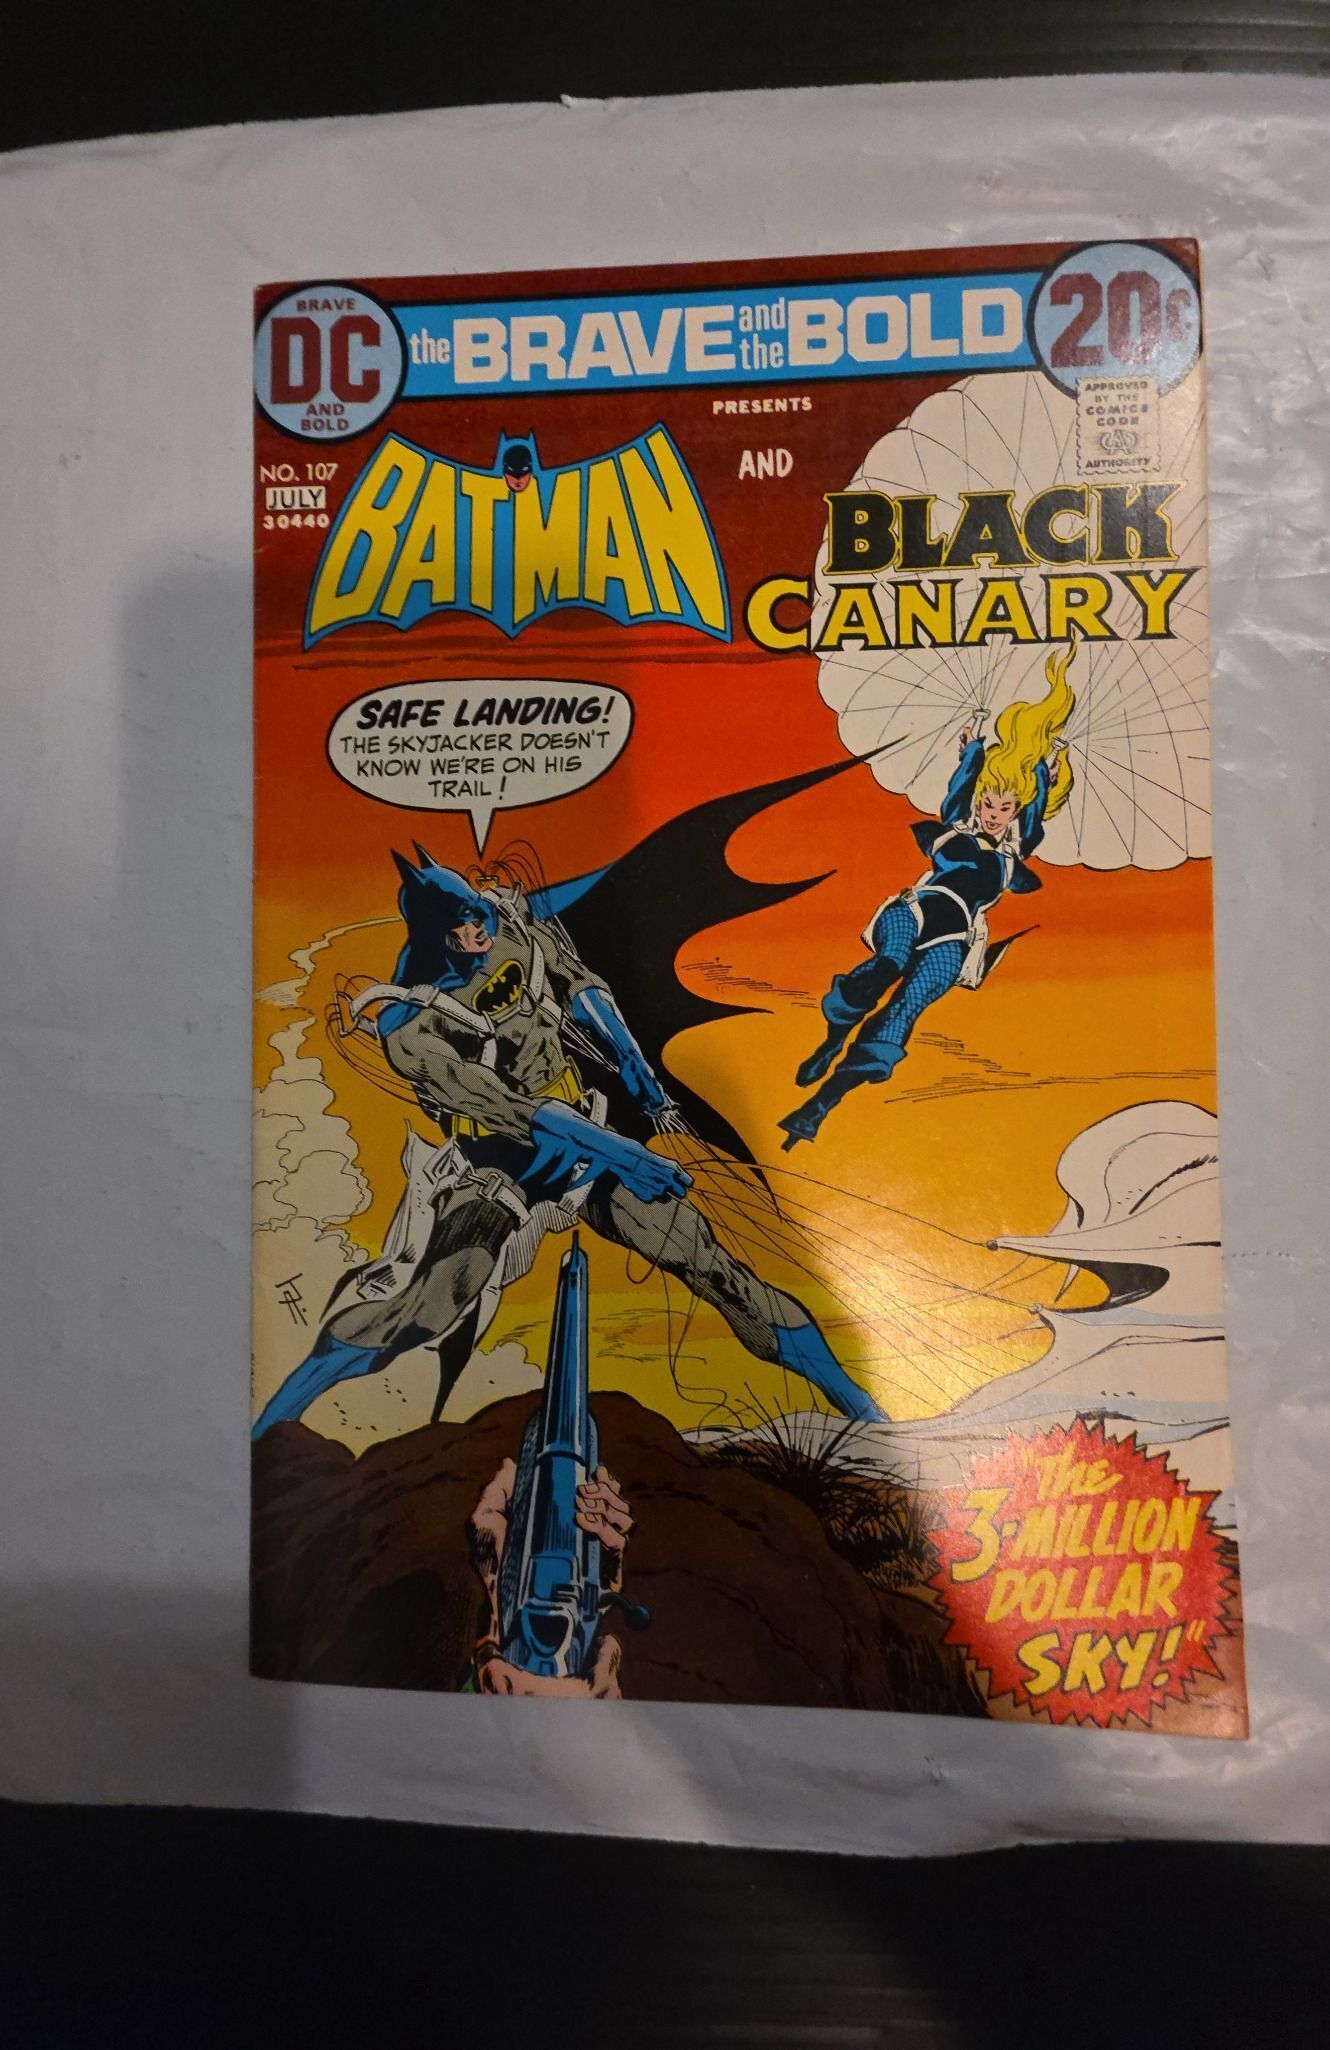 BRAVE
DC
AND
BOLD
the BRAVE and the BOLD
20¢
PRESENTS
APPROVED
BY THE
COMICS
CODE
AUTHORITY
NO. 107
JULY
30440
BATMAN
AND
BLACK
CANARY
SAFE LANDING!
THE SKYJACKER DOESN'T
KNOW WE'RE ON HIS
TRAIL!
"The
3-MILLION
DOLLAR
SKY!"